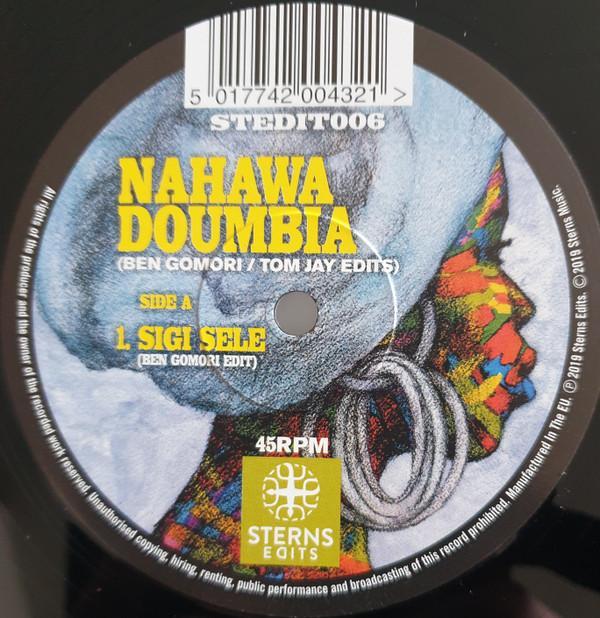 5 017742 004321 >
STEDIT006
NAHAWA
DOUMBIA
(BEN GOMORI / TOM JAY EDITS)
SIDE A
1. SIGI SELE
(BEN GOMORI EDIT)
45RPM
STERNS
EDITS
All rights of the producer and the owner of the recorded work reserved. Unauthorised copying, hiring, renting, public performance and broadcasting of this record prohibited. Manufactured In The EU. ℗ 2019 Sterns Edits. © 2019 Sterns Music.